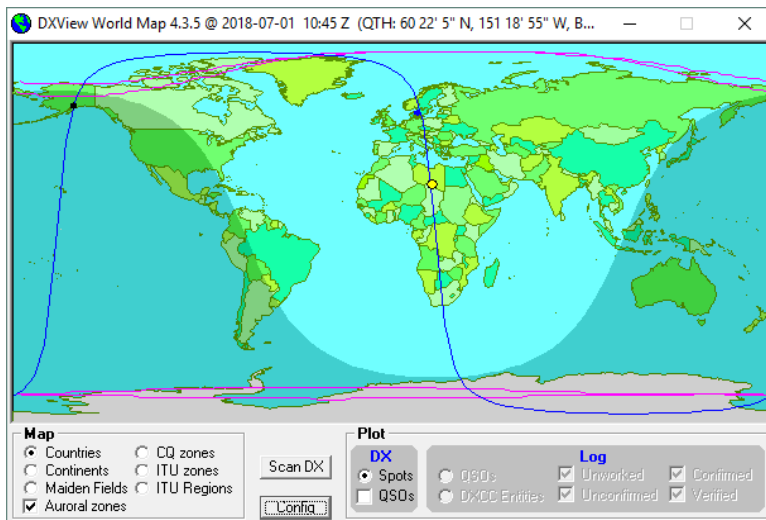 DXView World Map 4.3.5 @ 2018-07-01 10:45 Z (QTH: 60 22' 5" N, 151 18' 55" W, B...
Map
Countries CQ zones
Continents ITU zones
Maiden Fields ITU Regions
Auroral zones
Scan DX
Config
Plot
DX
Spots
QSOs
Log
QSOs Unworked Confirmed
DXCC Entities Unconfirmed Verified